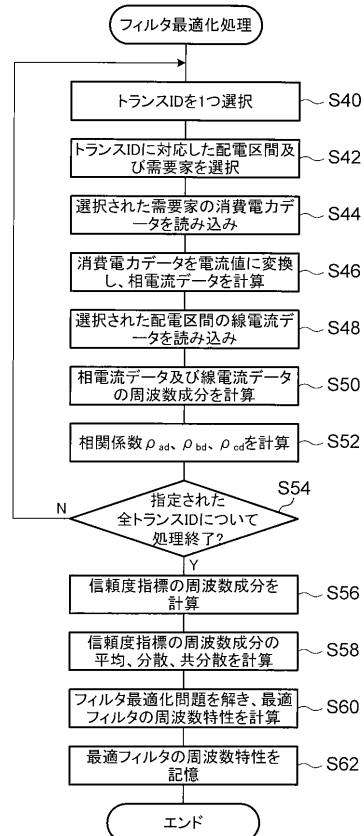 フィルタ最適化処理
トランスIDを1つ選択
S40
トランスIDに対応した配電区間及
び需要家を選択
S42
選択された需要家の消費電力デ
ータを読み込み
S44
消費電力データを電流値に変換
し、相電流データを計算
S46
選択された配電区間の線電流デ
ータを読み込み
S48
相電流データ及び線電流データ
の周波数成分を計算
S50
相関係数ρad、ρbd、ρcdを計算
S52
S54
指定された
全トランスIDについて
処理終了?
N
Y
信頼度指標の周波数成分を
計算
S56
信頼度指標の周波数成分の
平均、分散、共分散を計算
S58
フィルタ最適化問題を解き、最適
フィルタの周波数特性を計算
S60
最適フィルタの周波数特性を
記憶
S62
エンド